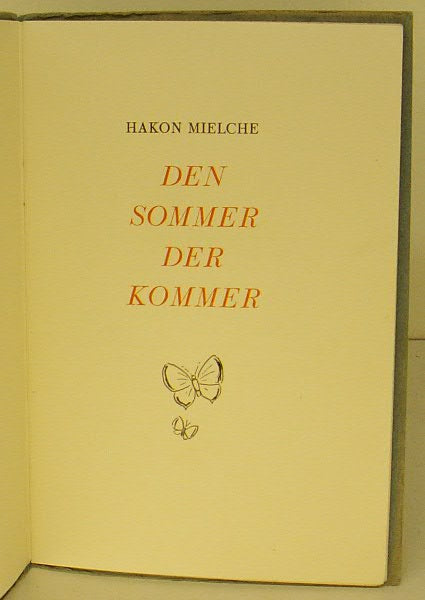 HAKON MIELCHE
DEN
SOMMER
DER
KOMMER